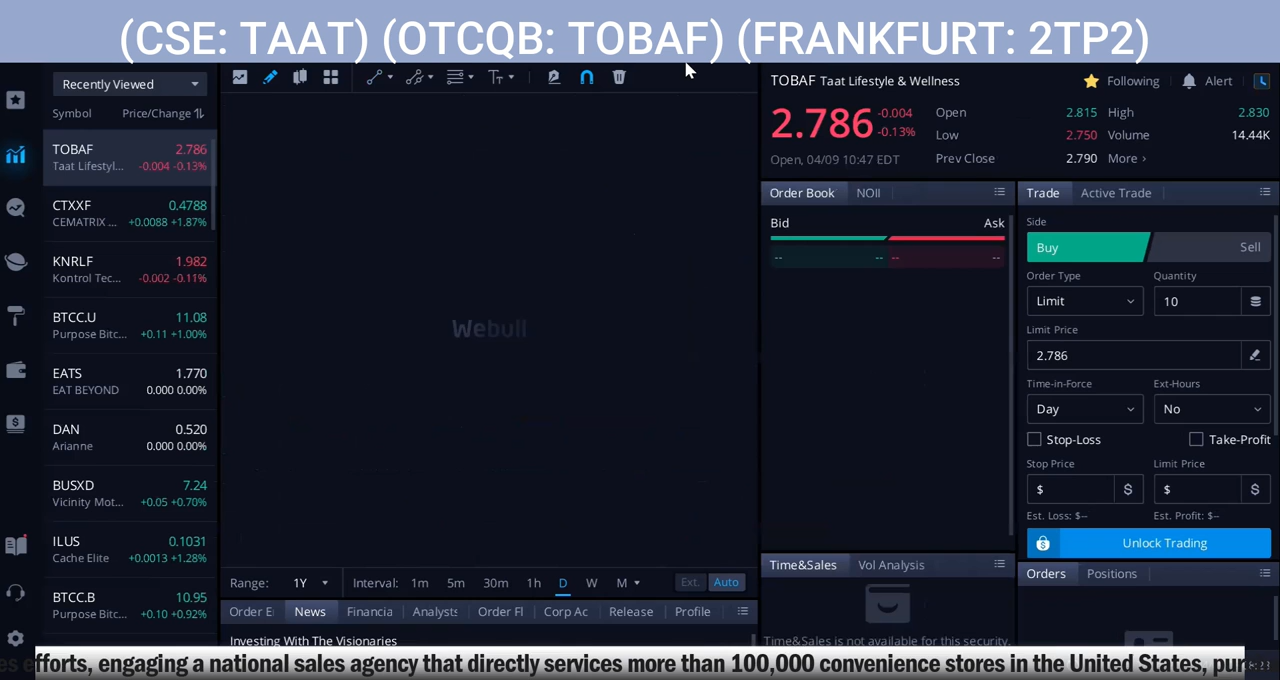 (CSE: TAAT) (OTCQB: TOBAF) (FRANKFURT: 2TP2)
Recently Viewed
Symbol Price/Change
TOBAF 2.786
Taat Lifestyl... -0.004 -0.13%
CTXXF 0.4788
CEMATRIX ... +0.0088 +1.87%
KNRLF 1.982
Kontrol Tec... -0.002 -0.11%
BTCC.U 11.08
Purpose Bitc... +0.11 +1.00%
EATS 1.770
EAT BEYOND 0.000 0.00%
DAN 0.520
Arianne 0.000 0.00%
BUSXD 7.24
Vicinity Mot... +0.05 +0.70%
ILUS 0.1031
Cache Elite +0.0013 +1.28%
BTCC.B 10.95
Purpose Bitc... +0.10 +0.92%
Webull
Range: 1Y Interval: 1m 5m 30m 1h D W M Ext. Auto
Order E News Financia Analysts Order Fl Corp Ac Release Profile
Investing With The Visionaries
TOBAF Taat Lifestyle & Wellness Following Alert
2.786 -0.004 -0.13%
Open, 04/09 10:47 EDT
Open 2.815 High 2.830
Low 2.750 Volume 14.44K
Prev Close 2.790 More ›
Order Book NOII
Bid Ask
-- -- -- --
Time&Sales Vol Analysis
Time&Sales is not available for this security.
Trade Active Trade
Side
Buy Sell
Order Type Quantity
Limit 10
Limit Price
2.786
Time-in-Force Ext-Hours
Day No
Stop-Loss Take-Profit
Stop Price Limit Price
$ $ $ $
Est. Loss: $-- Est. Profit: $--
Unlock Trading
Orders Positions
es efforts, engaging a national sales agency that directly services more than 100,000 convenience stores in the United States, pur